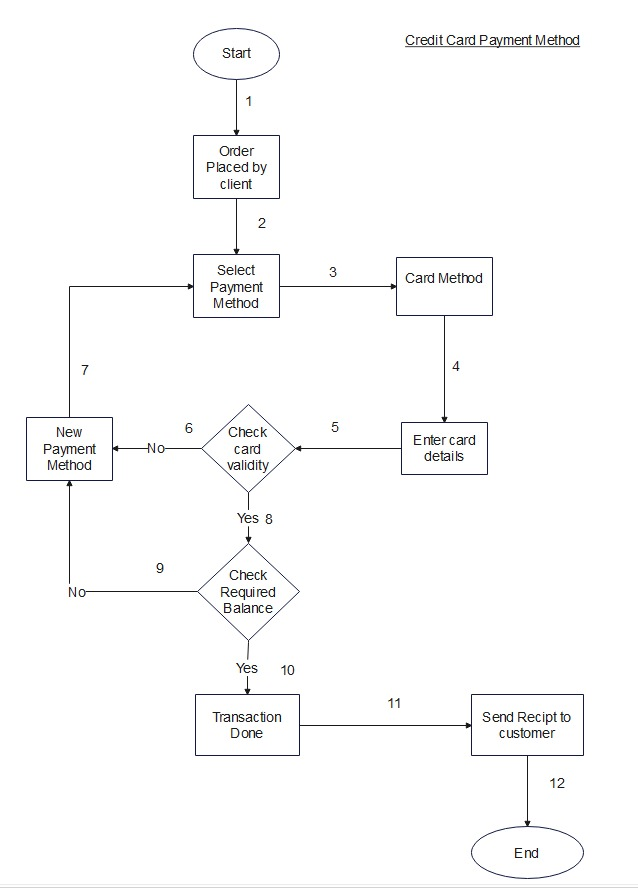 Credit Card Payment Method
Start
1
Order
Placed by
client
2
Select
Payment
Method
3
Card Method
4
7
New
Payment
Method
No
6
Check
card
validity
5
Enter card
details
Yes 8
9
No
Check
Required
Balance
Yes
10
Transaction
Done
11
Send Recipt to
customer
12
End